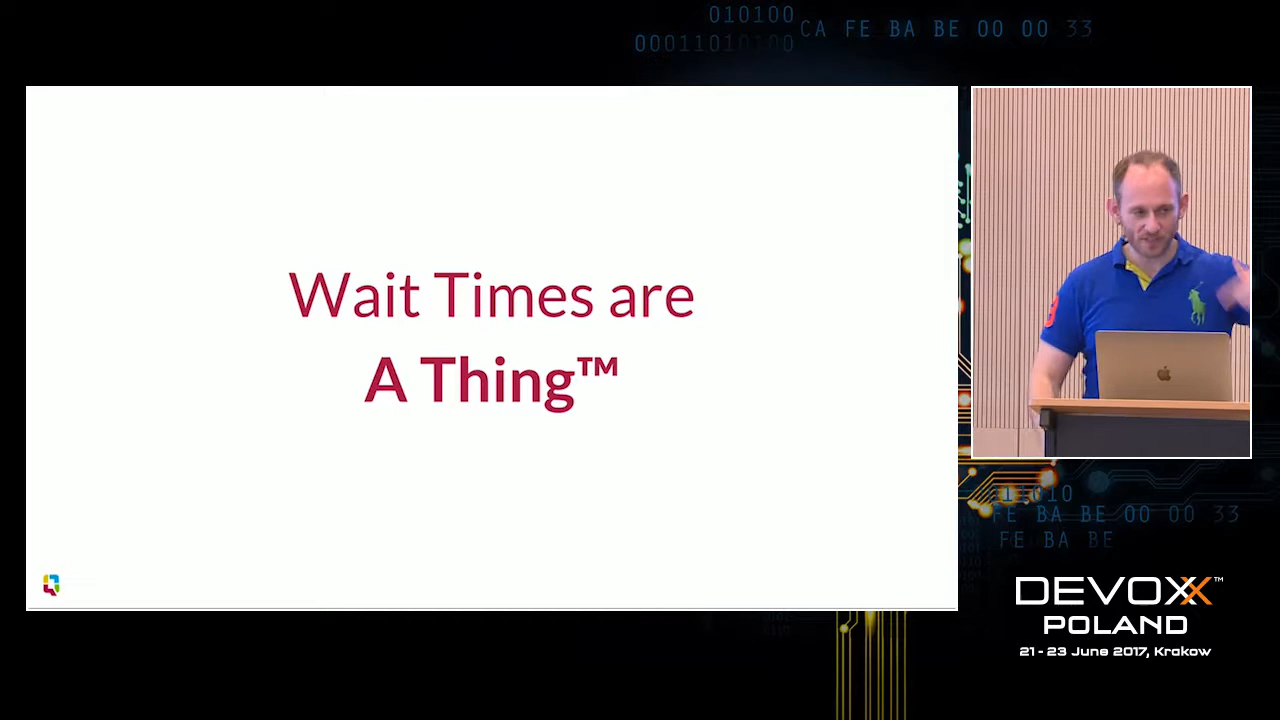 010100
00011010100
CA FE BA BE 00 00 33
Wait Times are
A Thing™
FE BA BE 00 00 33
FE BA BE
DEVOXX™
POLAND
21 - 23 June 2017, Krakow